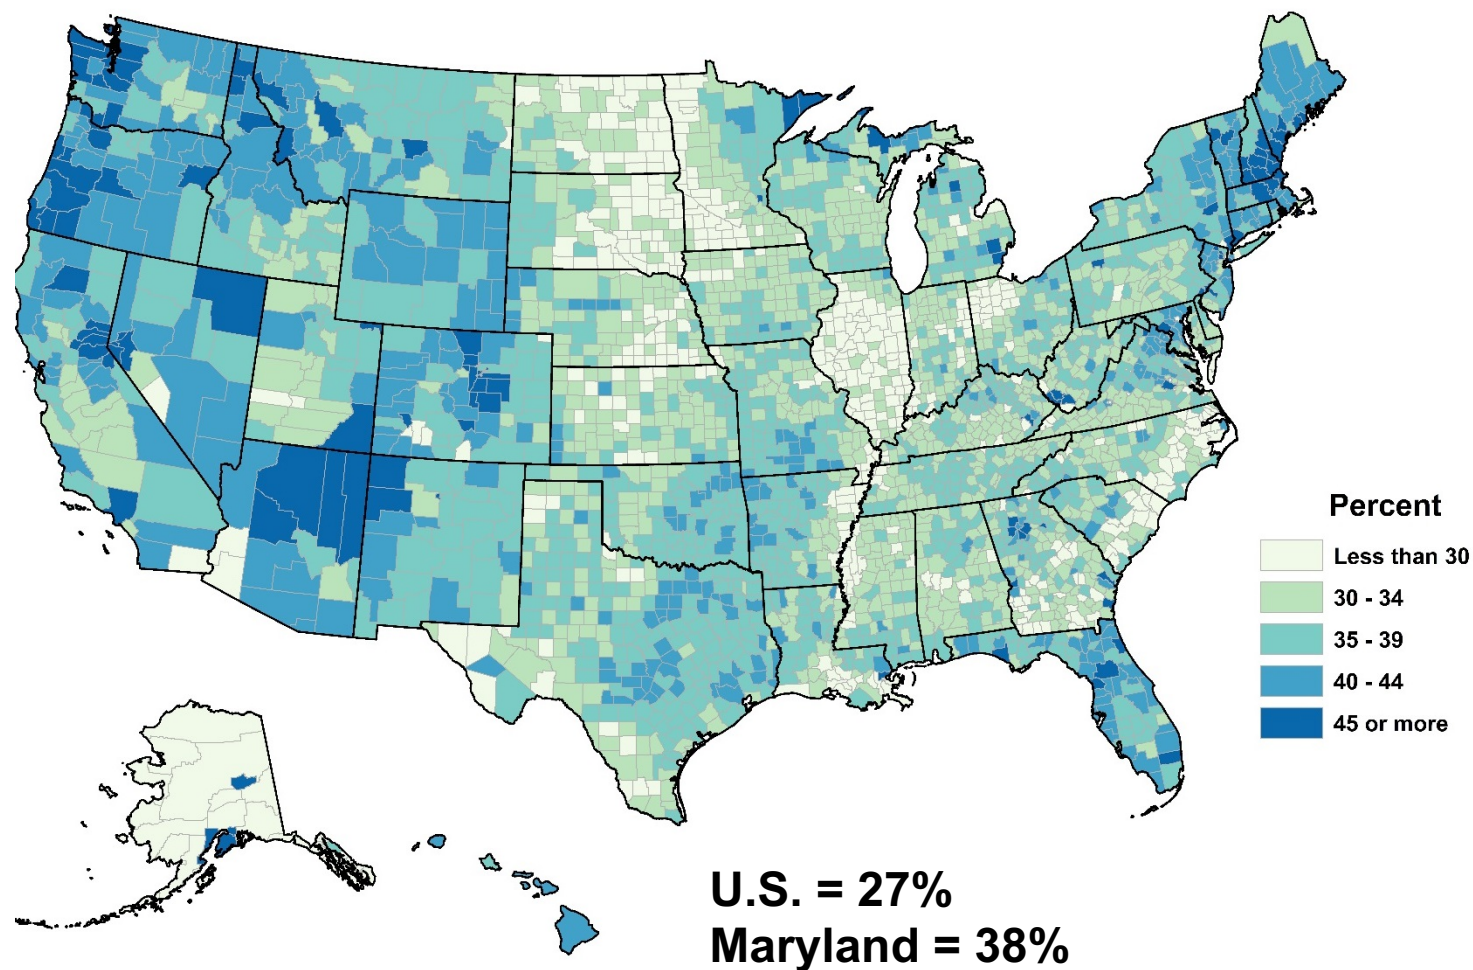 Percent
Less than 30
30 - 34
35 - 39
40 - 44
45 or more
U.S. = 27%
Maryland = 38%